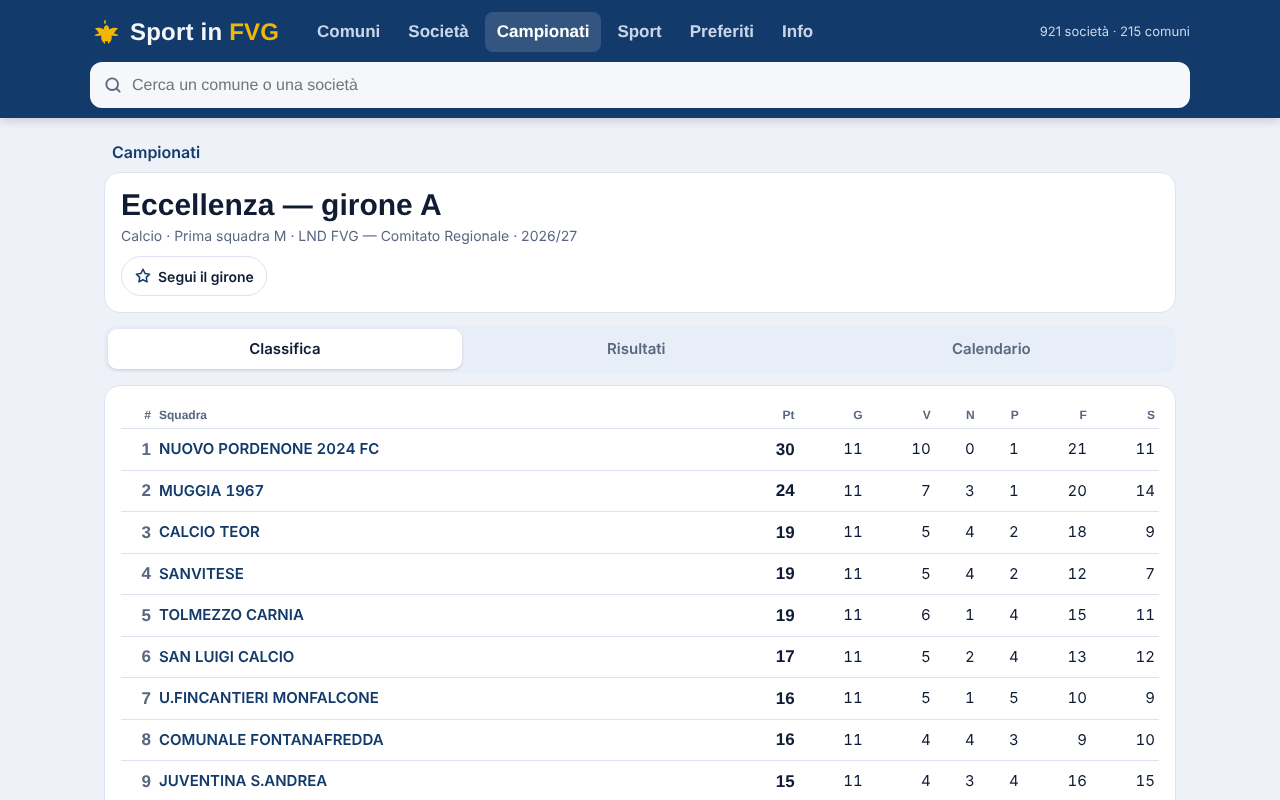 Sport in FVG Comuni Società Campionati Sport Preferiti Info 921 società · 215 comuni
Cerca un comune o una società
Campionati
Eccellenza — girone A
Calcio · Prima squadra M · LND FVG — Comitato Regionale · 2026/27
Segui il girone
Classifica Risultati Calendario
# Squadra Pt G V N P F S
1 NUOVO PORDENONE 2024 FC 30 11 10 0 1 21 11
2 MUGGIA 1967 24 11 7 3 1 20 14
3 CALCIO TEOR 19 11 5 4 2 18 9
4 SANVITESE 19 11 5 4 2 12 7
5 TOLMEZZO CARNIA 19 11 6 1 4 15 11
6 SAN LUIGI CALCIO 17 11 5 2 4 13 12
7 U.FINCANTIERI MONFALCONE 16 11 5 1 5 10 9
8 COMUNALE FONTANAFREDDA 16 11 4 4 3 9 10
9 JUVENTINA S.ANDREA 15 11 4 3 4 16 15